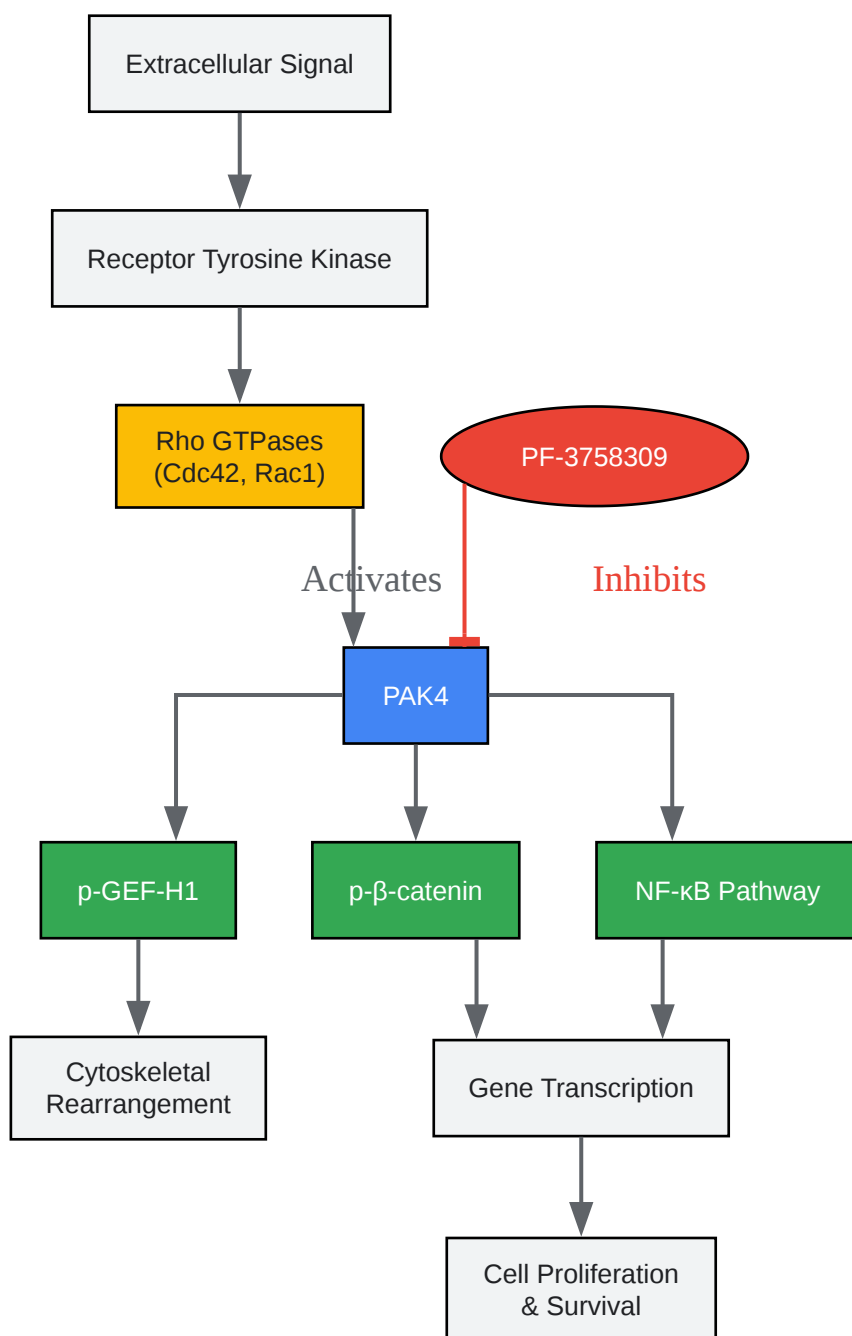 Extracellular Signal
Receptor Tyrosine Kinase
Rho GTPases
(Cdc42, Rac1)
PF-3758309
Activates
Inhibits
PAK4
p-GEF-H1
p-β-catenin
NF-κB Pathway
Cytoskeletal
Rearrangement
Gene Transcription
Cell Proliferation
& Survival